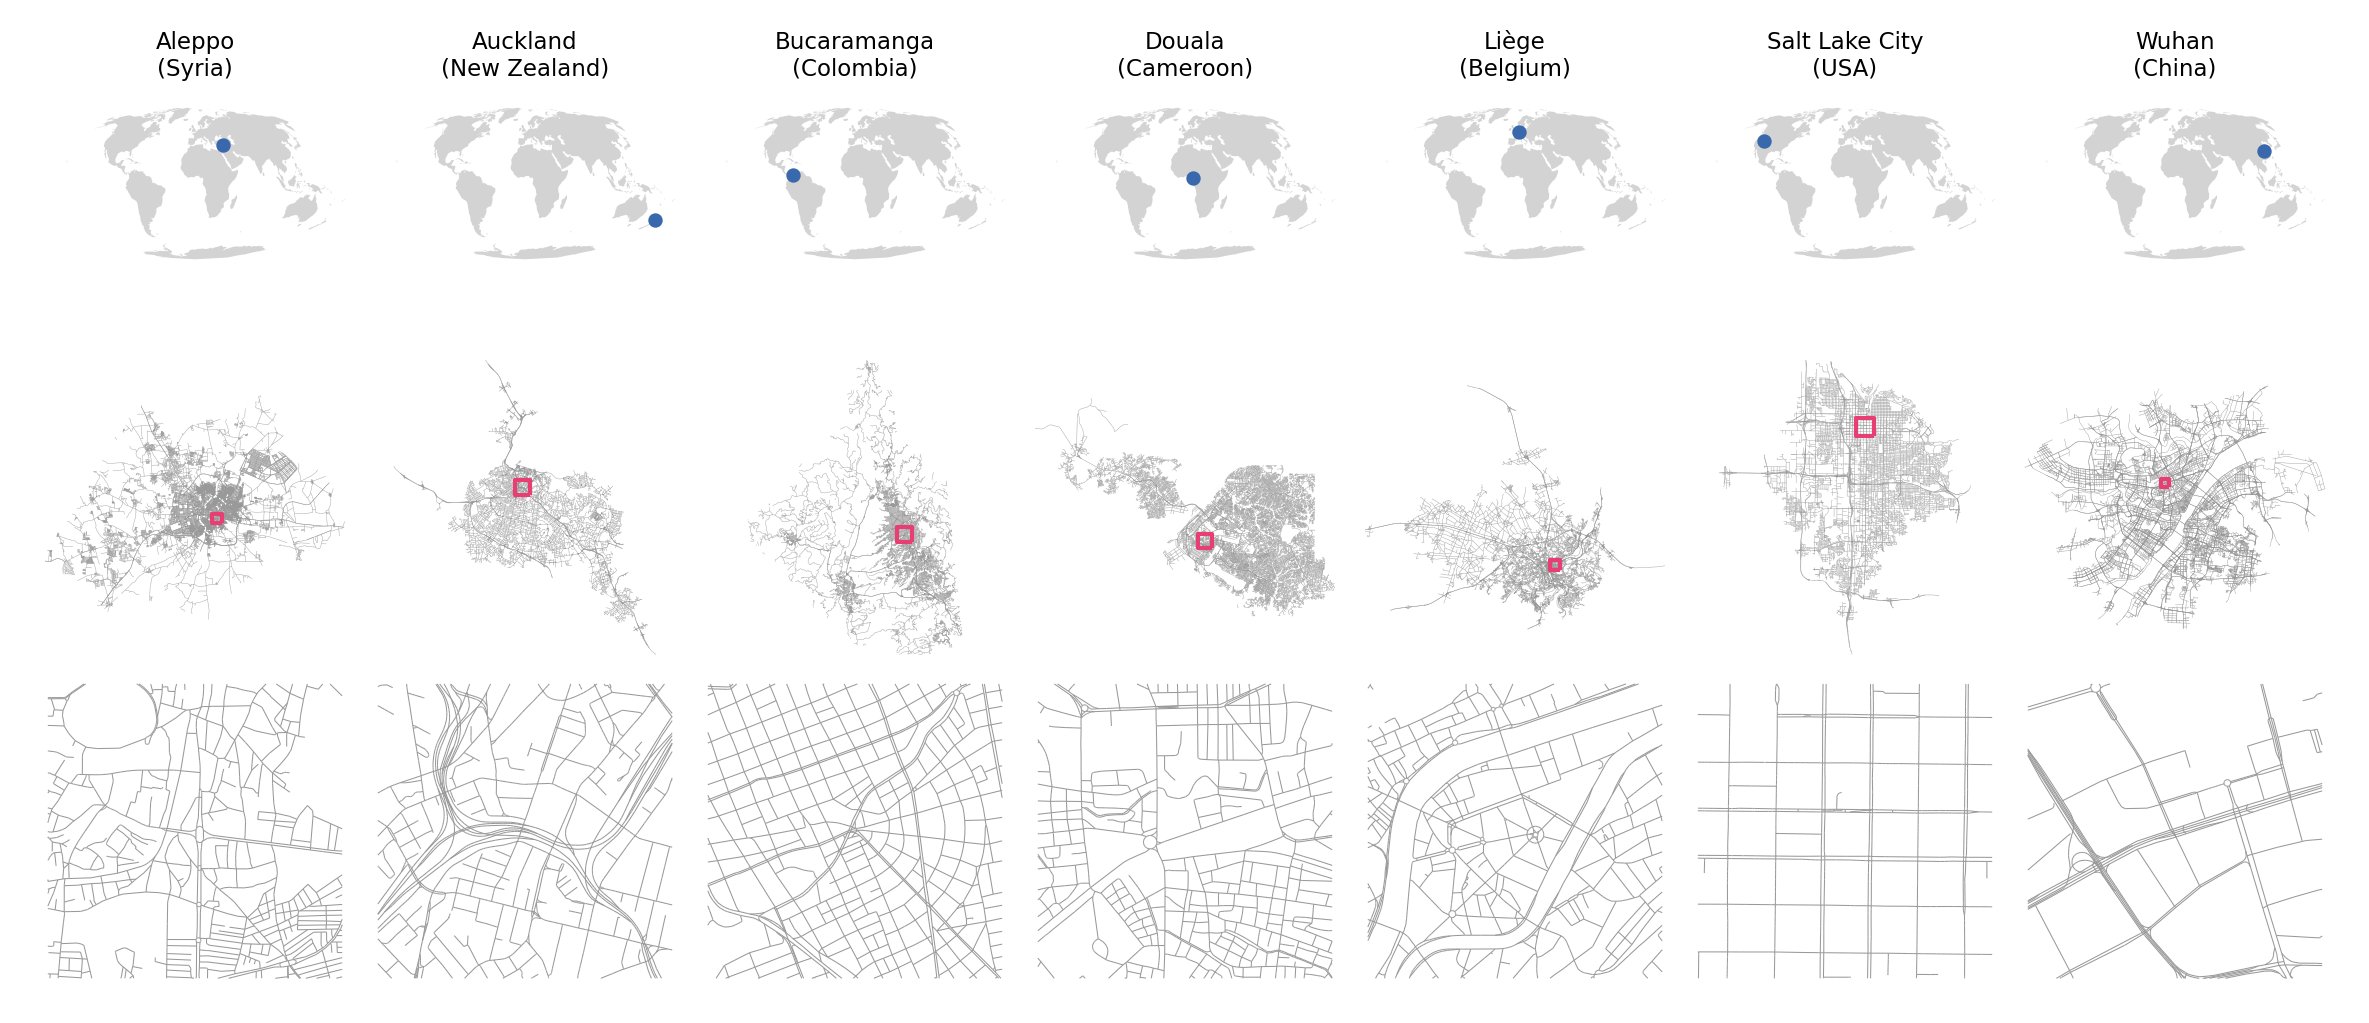 Aleppo
(Syria)
Auckland
(New Zealand)
Bucaramanga
(Colombia)
Douala
(Cameroon)
Liège
(Belgium)
Salt Lake City
(USA)
Wuhan
(China)